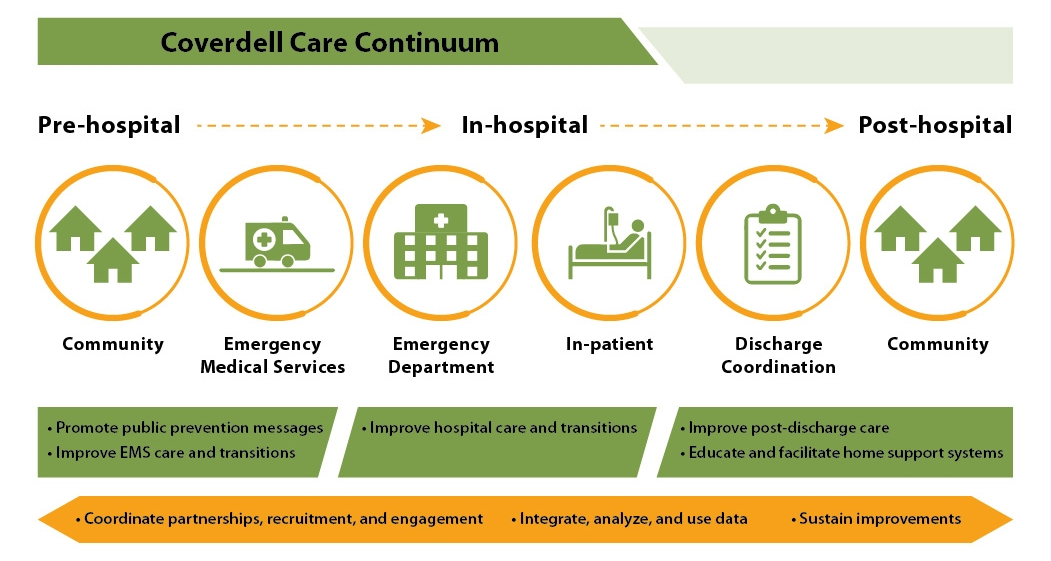 Coverdell Care Continuum
Pre-hospital
In-hospital
Post-hospital
Community
Emergency
Medical Services
Emergency
Department
In-patient
Discharge
Coordination
Community
• Promote public prevention messages
• Improve EMS care and transitions
• Improve hospital care and transitions
• Improve post-discharge care
• Educate and facilitate home support systems
• Coordinate partnerships, recruitment, and engagement • Integrate, analyze, and use data • Sustain improvements